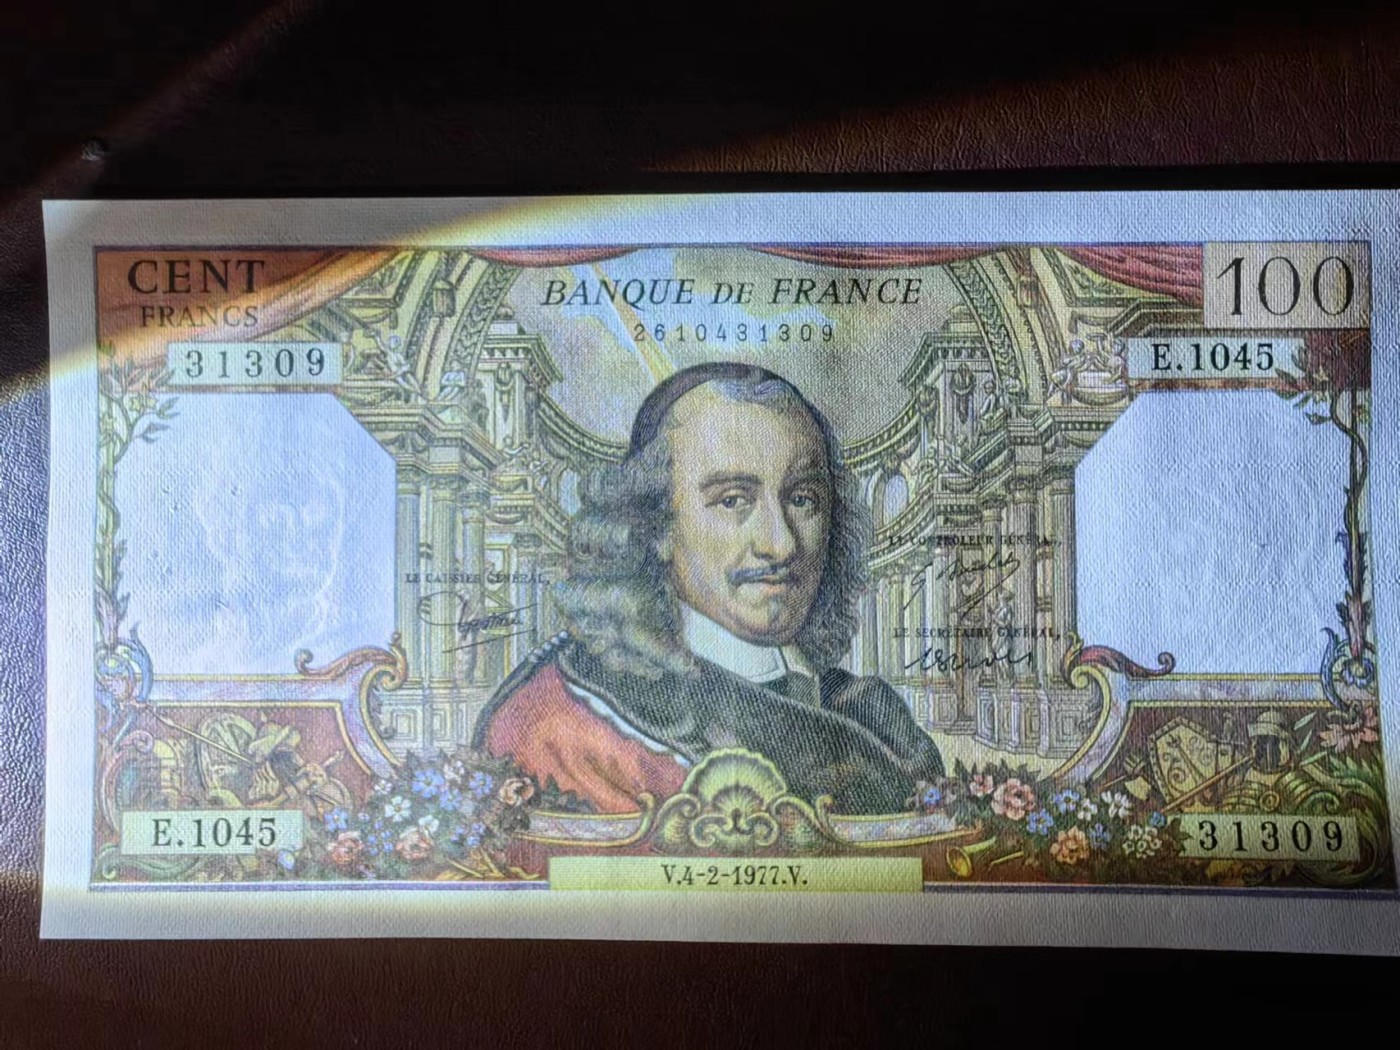 CENT
FRANCS
BANQUE DE FRANCE
100
2610431309
31309
E.1045
LE CONTROLEUR GÉNÉRAL,
LE CAISSIER GÉNÉRAL,
LE SECRÉTAIRE GÉNÉRAL,
E.1045
31309
V.4-2-1977.V.